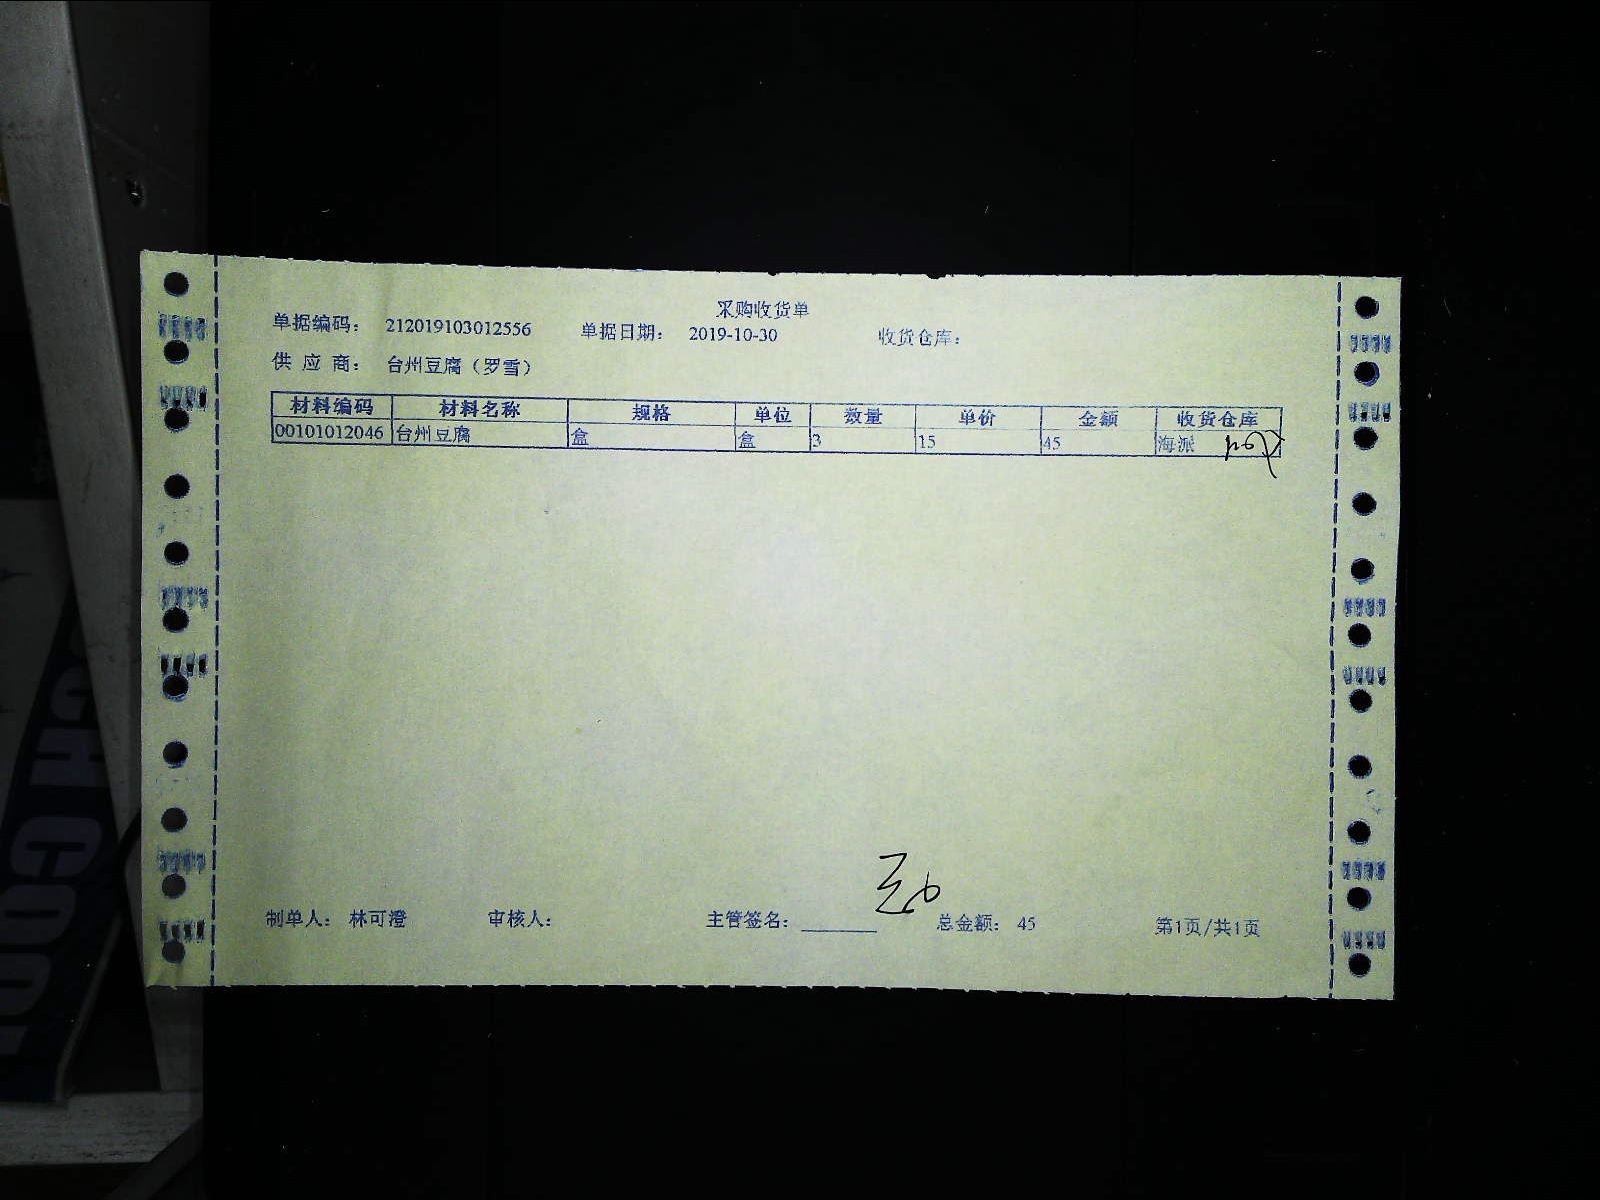 采购收货单
单据编码： 212019103012556 单据日期： 2019-10-30 收货仓库：
供 应 商： 台州豆腐（罗雪）
材料编码 材料名称 规格 单位 数量 单价 金额 收货仓库
00101012046 台州豆腐 盒 盒 3 15 45 海派
制单人： 林可澄 审核人： 主管签名： 总金额： 45 第1页/共1页